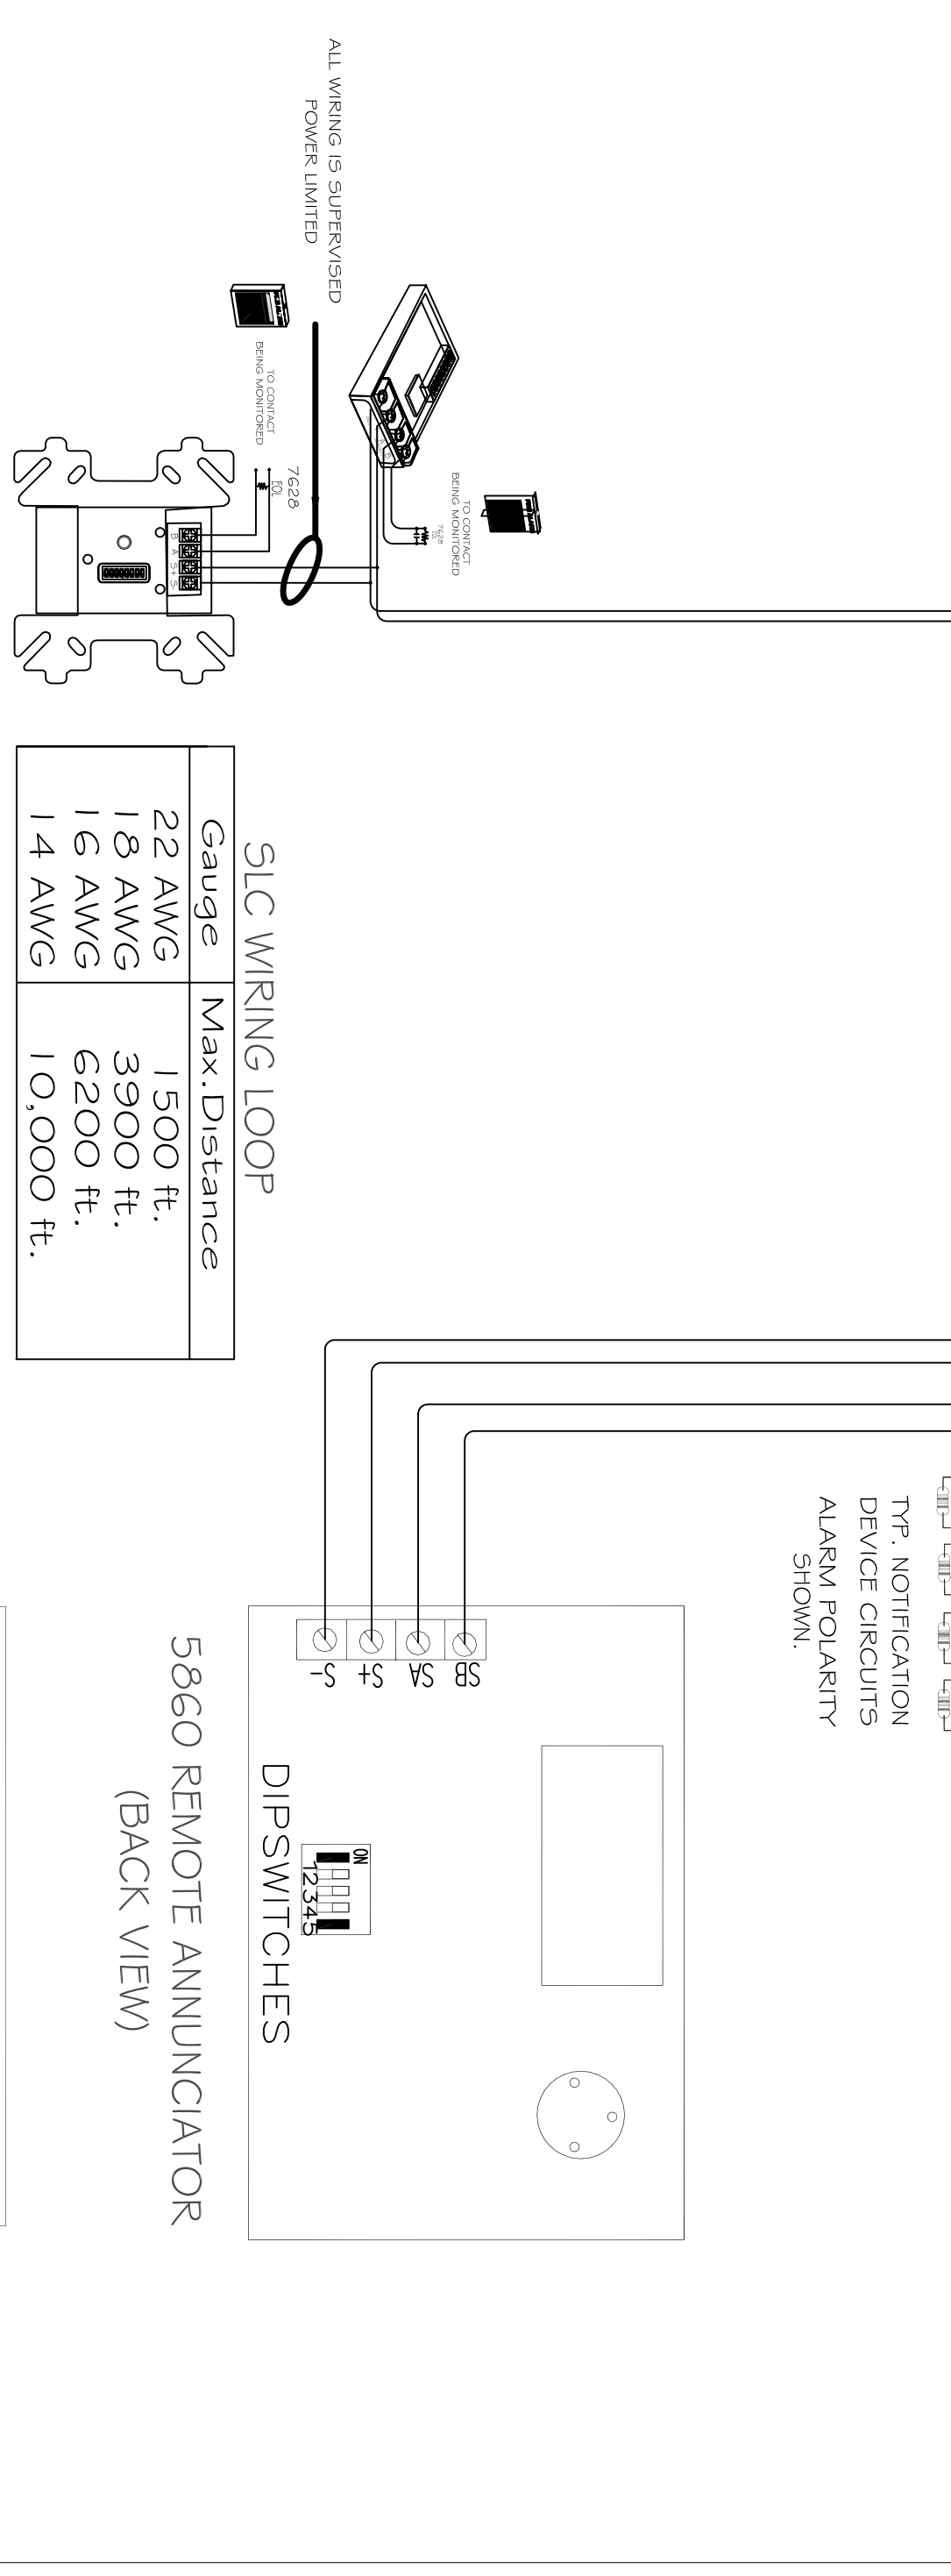 ALL WIRING IS SUPERVISED
POWER LIMITED
TO CONTACT
BEING MONITORED
7628
EOL
TO CONTACT
BEING MONITORED
7628
EOL
A
B
B
A
S+
S-
SLC WIRING LOOP
Gauge Max.Distance
22 AWG 1500 ft.
18 AWG 3900 ft.
16 AWG 6200 ft.
14 AWG 10,000 ft.
TYP. NOTIFICATION
DEVICE CIRCUITS
ALARM POLARITY
SHOWN.
SB
SA
S+
S-
ON
12345
DIPSWITCHES
5860 REMOTE ANNUNCIATOR
(BACK VIEW)